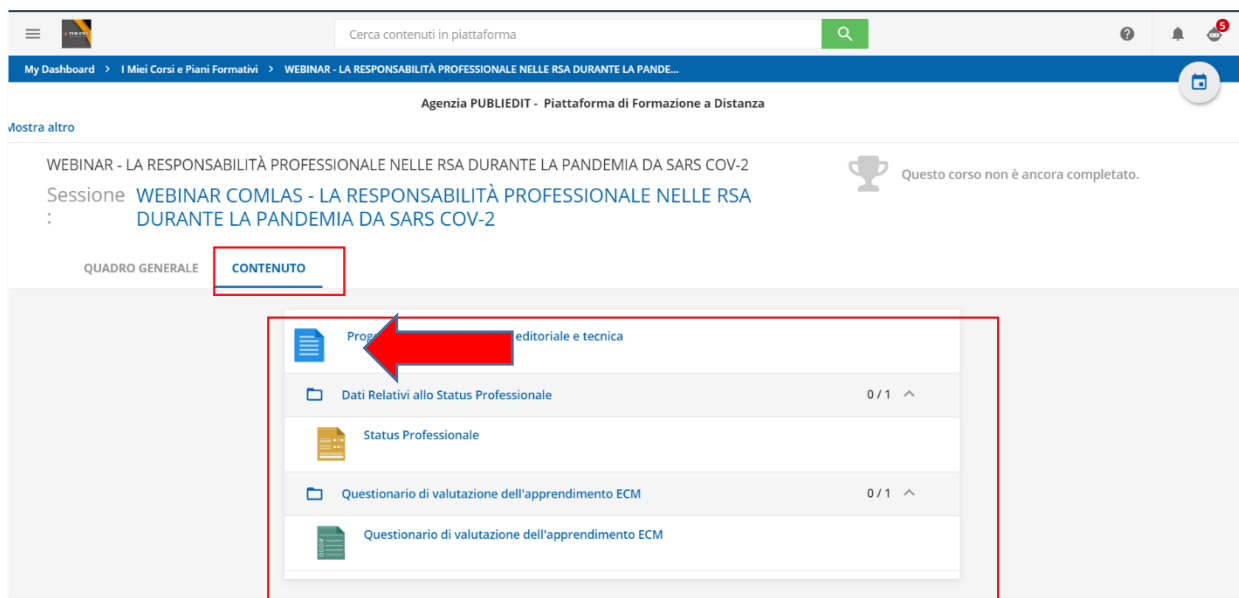 Cerca contenuti in piattaforma
5
My Dashboard > I Miei Corsi e Piani Formativi > WEBINAR - LA RESPONSABILITÀ PROFESSIONALE NELLE RSA DURANTE LA PANDE...
Agenzia PUBLIEDIT - Piattaforma di Formazione a Distanza
Mostra altro
WEBINAR - LA RESPONSABILITÀ PROFESSIONALE NELLE RSA DURANTE LA PANDEMIA DA SARS COV-2
Questo corso non è ancora completato.
Sessione WEBINAR COMLAS - LA RESPONSABILITÀ PROFESSIONALE NELLE RSA
: DURANTE LA PANDEMIA DA SARS COV-2
QUADRO GENERALE CONTENUTO
editoriale e tecnica
Dati Relativi allo Status Professionale 0 / 1
Status Professionale
Questionario di valutazione dell'apprendimento ECM 0 / 1
Questionario di valutazione dell'apprendimento ECM